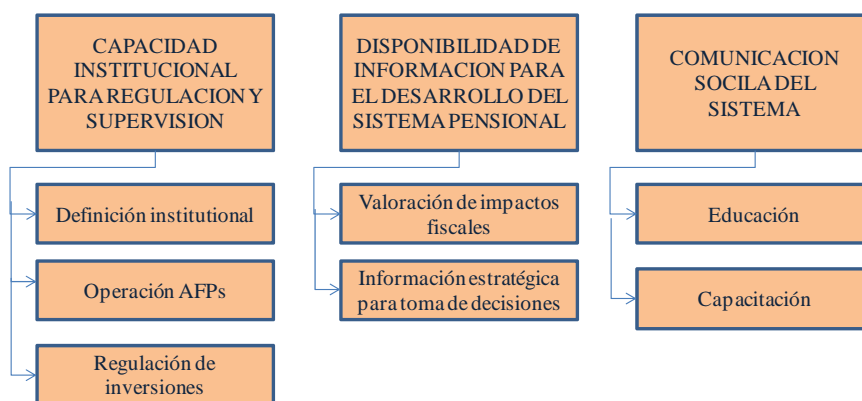 CAPACIDAD
INSTITUCIONAL
PARA REGULACION Y
SUPERVISION
Definición institutional
Operación AFPs
Regulación de
inversiones
DISPONIBILIDAD DE
INFORMACION PARA
EL DESARROLLO DEL
SISTEMA PENSIONAL
Valoración de impactos
fiscales
Información estratégica
para toma de decisiones
COMUNICACION
SOCILA DEL
SISTEMA
Educación
Capacitación